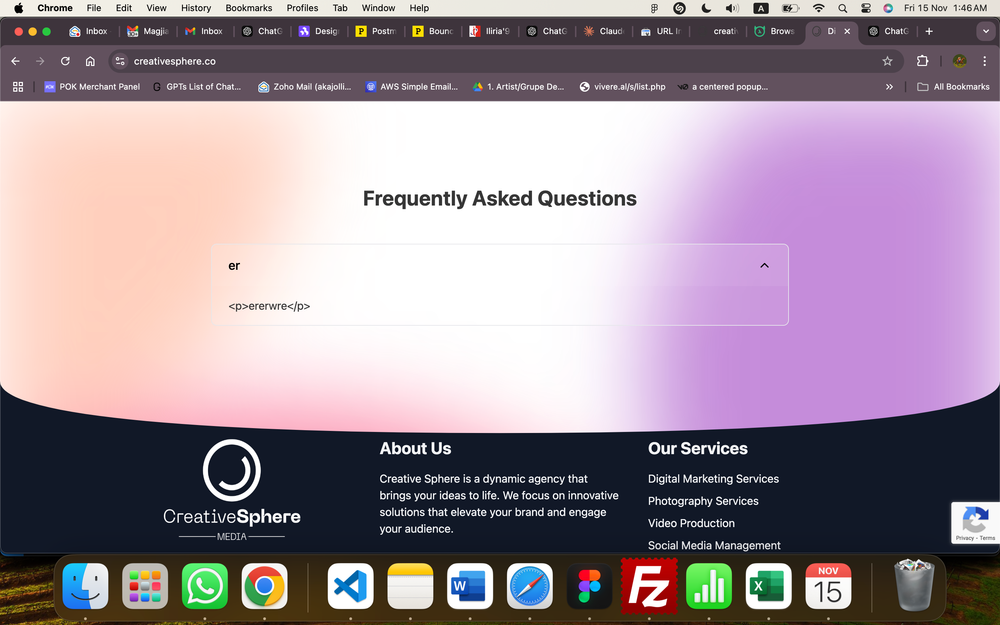 Chrome File Edit View History Bookmarks Profiles Tab Window Help A Fri 15 Nov 1:46 AM
Inbox Magjia Inbox ChatG Desig Postm Bounc Iliria'9 ChatG Claud URL In creati Brows Di ChatG
creativesphere.co
POK Merchant Panel GPTs List of Chat... Zoho Mail (akajolli... AWS Simple Email... 1. Artist/Grupe De... vivere.al/s/list.php a centered popup... All Bookmarks
Frequently Asked Questions
er
<p>ererwre</p>
CreativeSphere
MEDIA
About Us
Creative Sphere is a dynamic agency that
brings your ideas to life. We focus on innovative
solutions that elevate your brand and engage
your audience.
Our Services
Digital Marketing Services
Photography Services
Video Production
Social Media Management
Privacy - Terms
NOV
15